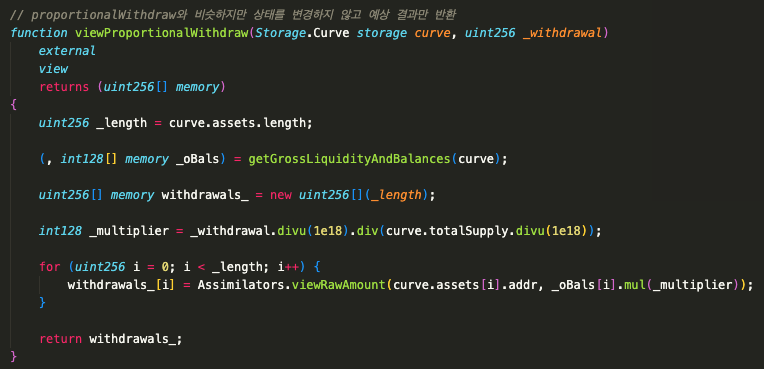 // proportionalWithdraw와 비슷하지만 상태를 변경하지 않고 예상 결과만 반환
function viewProportionalWithdraw(Storage.Curve storage curve, uint256 _withdrawal)
    external
    view
    returns (uint256[] memory)
{
    uint256 _length = curve.assets.length;

    (, int128[] memory _oBals) = getGrossLiquidityAndBalances(curve);

    uint256[] memory withdrawals_ = new uint256[](_length);

    int128 _multiplier = _withdrawal.divu(1e18).div(curve.totalSupply.divu(1e18));

    for (uint256 i = 0; i < _length; i++) {
        withdrawals_[i] = Assimilators.viewRawAmount(curve.assets[i].addr, _oBals[i].mul(_multiplier));
    }

    return withdrawals_;
}